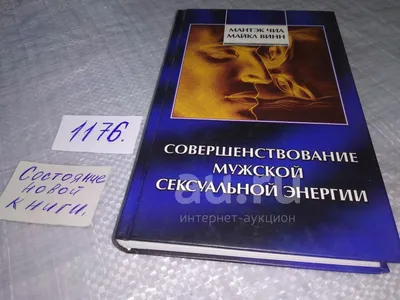 МАНТЭК ЧИА
МАЙКЛ ВИНН
1176.
СОВЕРШЕНСТВОВАНИЕ
МУЖСКОЙ
СЕКСУАЛЬНОЙ ЭНЕРГИИ
Состояние
новой
книги.
au.ru
интернет-аукцион